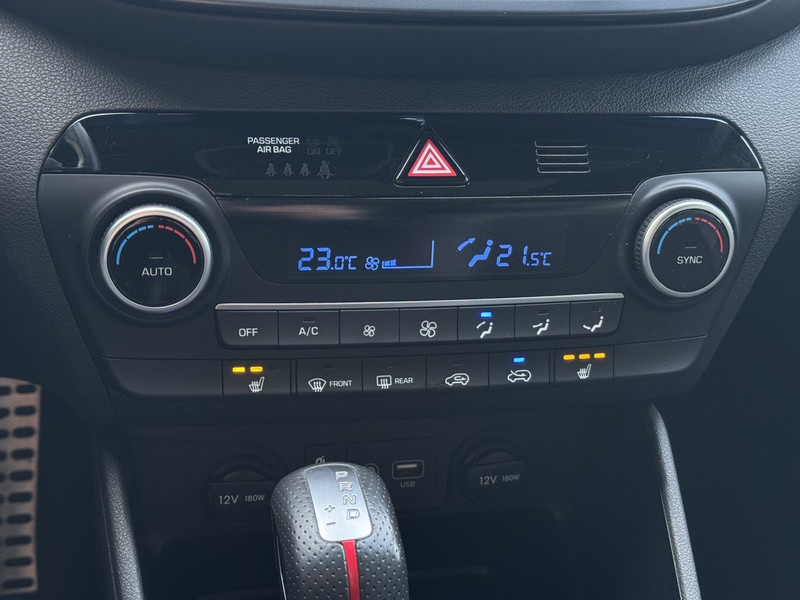 PASSENGER
AIR BAG
ON OFF
23.0°C
21.5°C
AUTO
SYNC
OFF
A/C
FRONT
REAR
12V 180W
USB
12V 180W
P
R
N
D
+
-